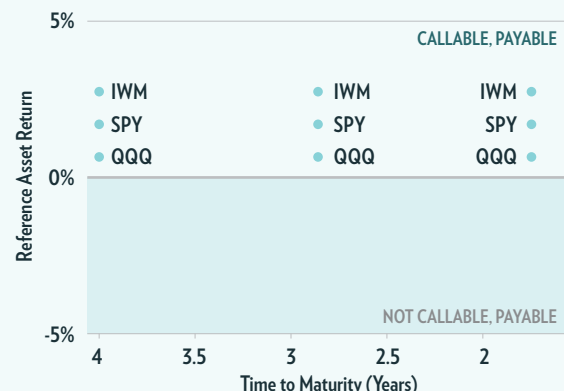 5%
CALLABLE, PAYABLE
IWM IWM IWM
SPY SPY SPY
QQQ QQQ QQQ
Reference Asset Return
0%
NOT CALLABLE, PAYABLE
-5%
4 3.5 3 2.5 2
Time to Maturity (Years)